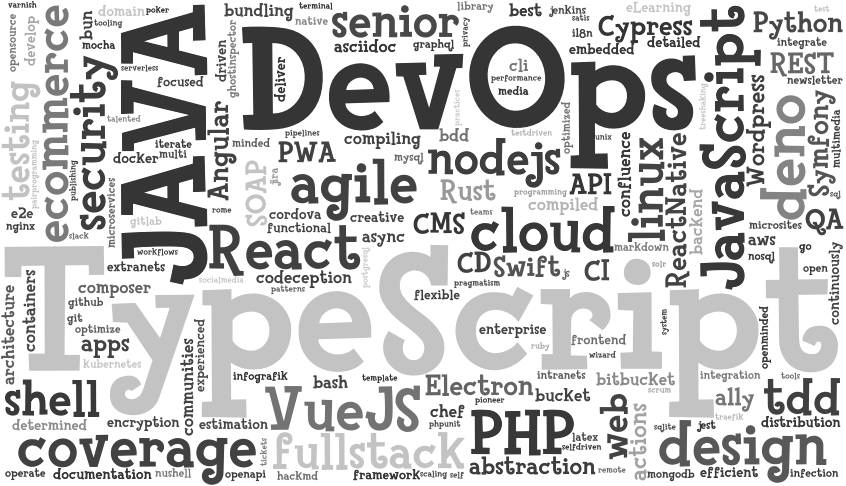 varnish
domain
poker
bundling
terminal
senior
library
best
jenkins
satis
eLearning
test
opensource
develop
ecommerce
bun
tooling
mocha
security
serverless
JAVA
focused
native
driven
ghostinspector
deliver
DevOps
asciidoc
graphql
privacy
cli
performance
media
i18n
Cypress
embedded
detailed
JavaScript
Python
integrate
REST
newsletter
Wordpress
deno
Symfony
multimedia
sql
testing
pairprogramming
publishing
talented
iterate
docker
multi
microservices
gitlab
Angular
minded
pipelines
PWA
SOAP
jira
compiling
mysql
bdd
practices
testdriven
optimized
unix
nodejs
API
agile
Rust
programming
compiled
confluence
linux
ReactNative
backend
treeshaking
e2e
nginx
slack
rome
workflows
React
cordova
functional
creative
async
CMS
teams
cloud
markdown
solr
microsites
QA
aws
nosql
go
open
continuously
extranets
socialmedia
codeception
patterns
postgresql
CD
Swift
js
CI
pragmatism
TypeScript
architecture
containers
composer
github
git
optimize
apps
kubernetes
flexible
enterprise
ruby
frontend
wizard
system
openminded
shell
determined
communities
experienced
encryption
infografik
estimation
bash
template
VueJS
Electron
pioneer
chef
phpunit
intranets
bucket
bitbucket
scrum
integration
tools
ally
traefik
tdd
distribution
coverage
operate
documentation
nushell
openapi
tickets
fullstack
hackmd
framework
scaling
self
PHP
latex
selfdriven
abstraction
remote
web
actions
sqlite
jest
design
mongodb
efficient
infection